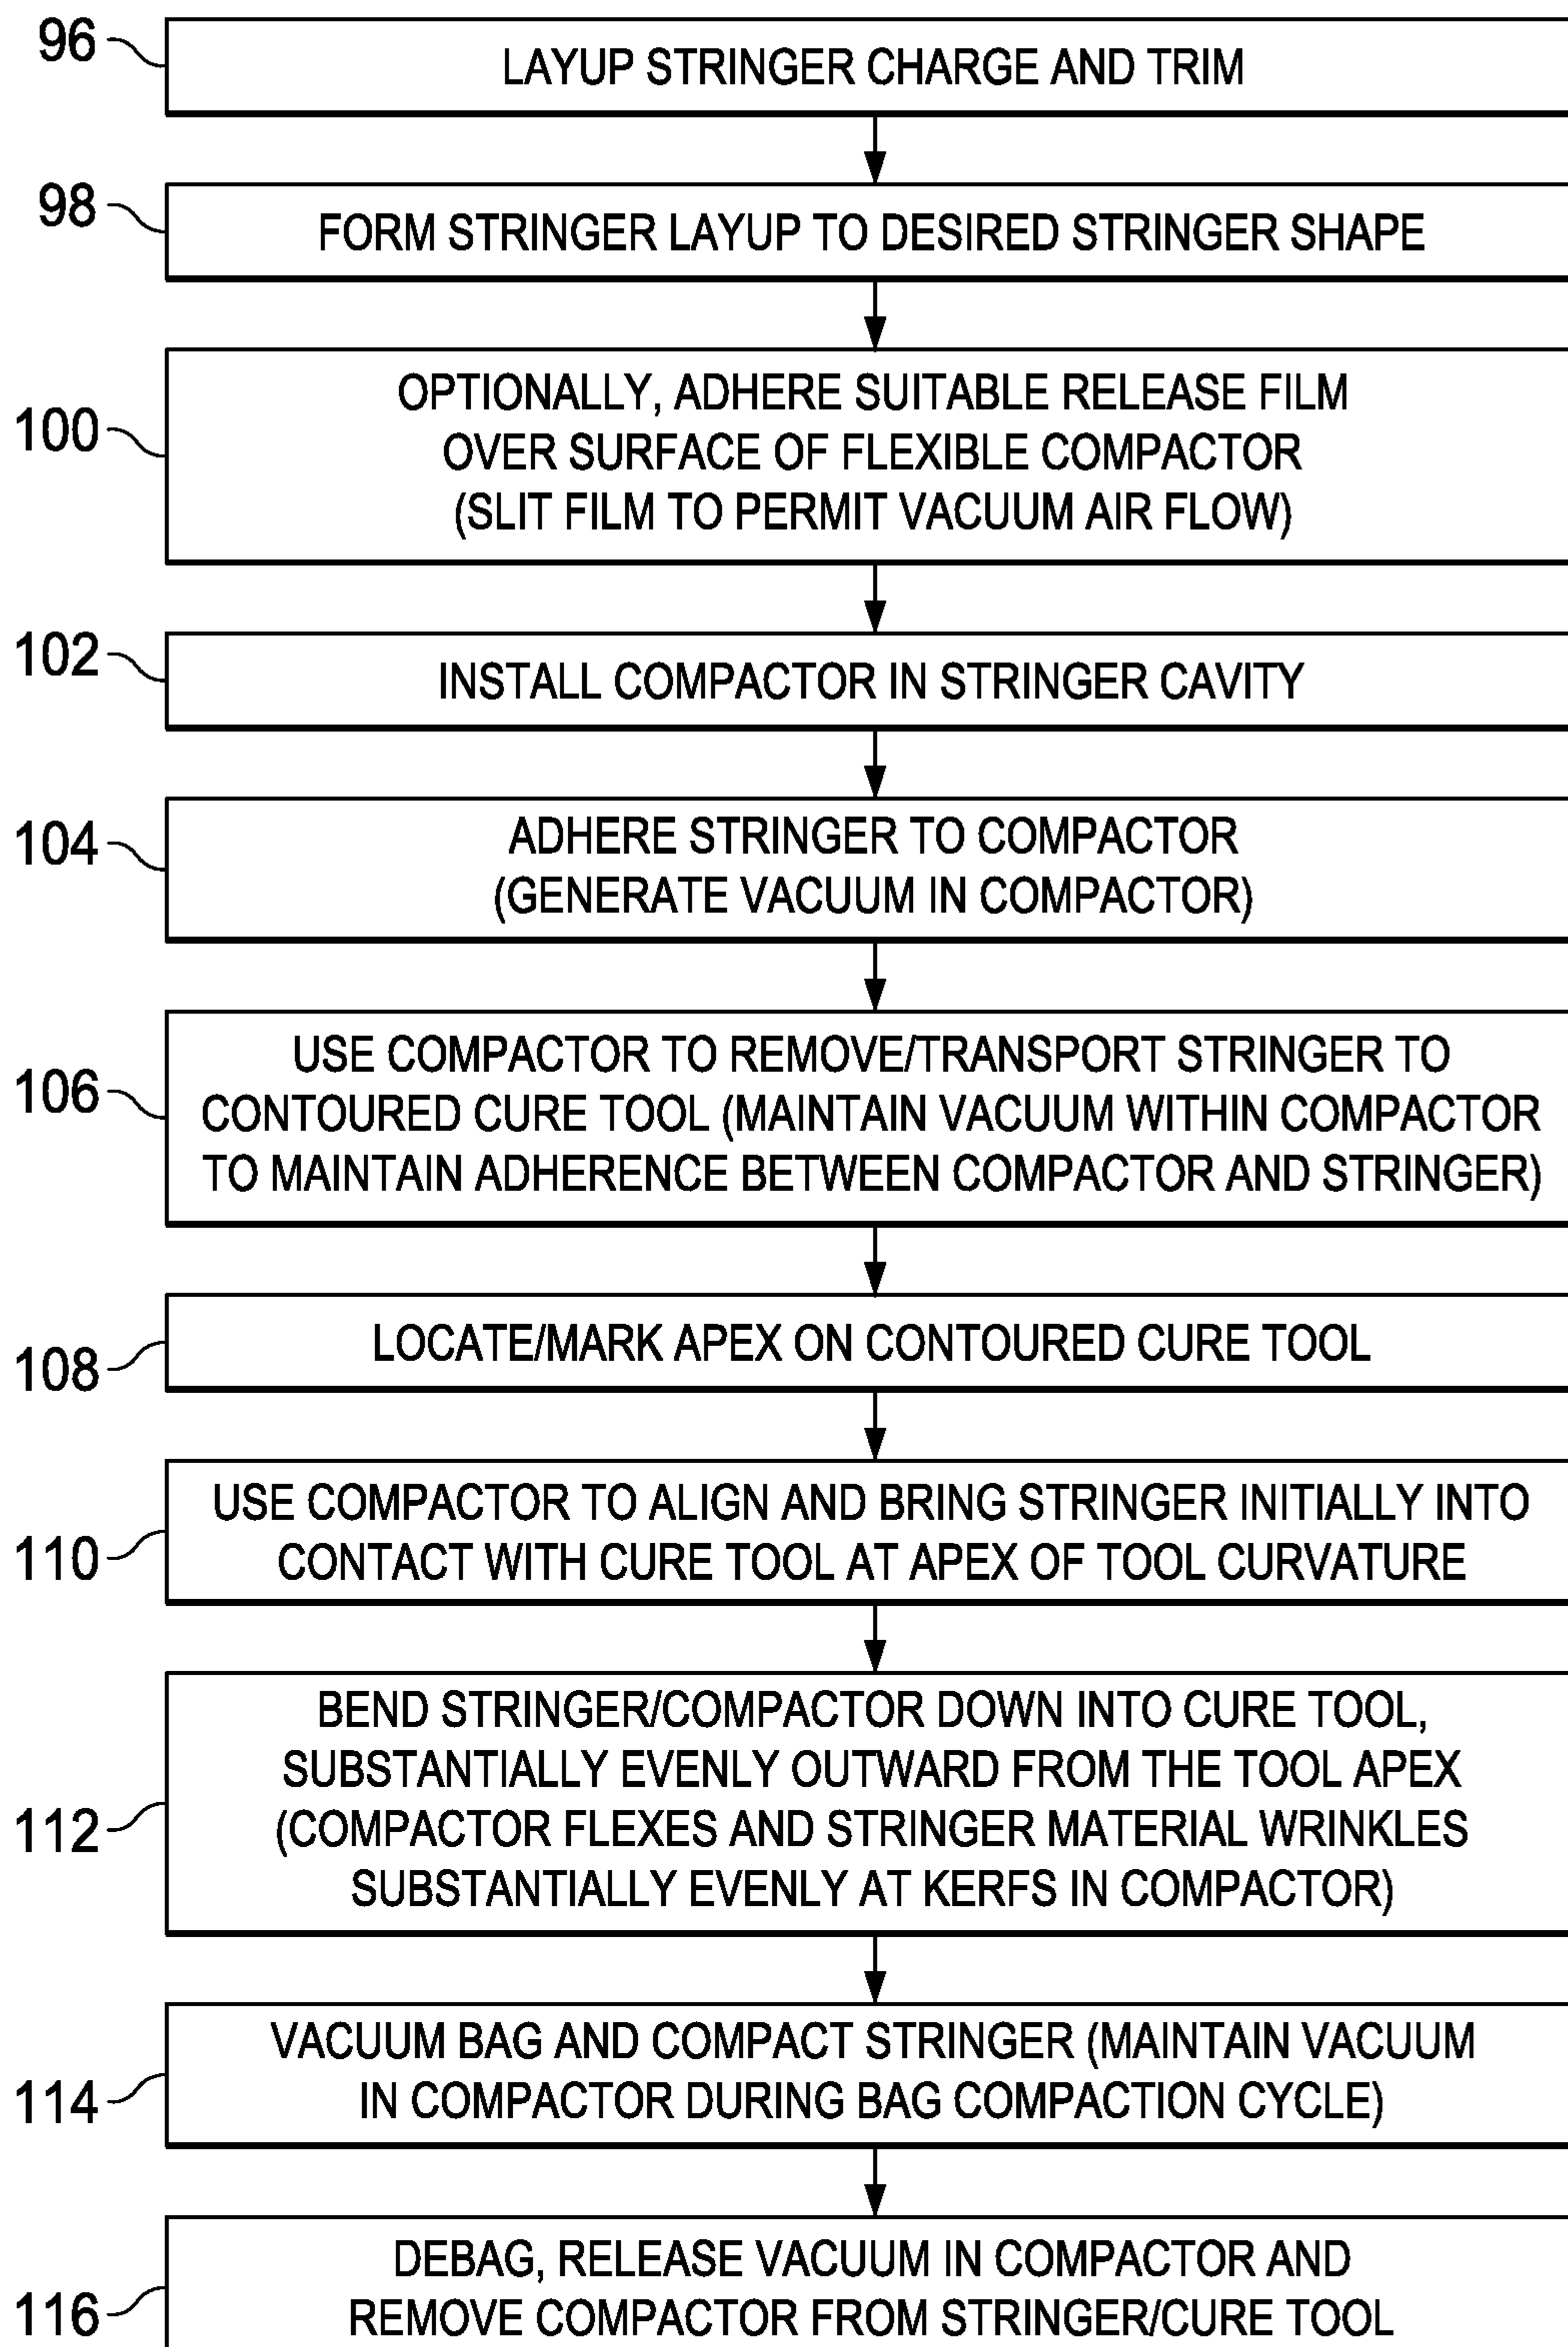 96
LAYUP STRINGER CHARGE AND TRIM
98
FORM STRINGER LAYUP TO DESIRED STRINGER SHAPE
100
OPTIONALLY, ADHERE SUITABLE RELEASE FILM
OVER SURFACE OF FLEXIBLE COMPACTOR
(SLIT FILM TO PERMIT VACUUM AIR FLOW)
102
INSTALL COMPACTOR IN STRINGER CAVITY
104
ADHERE STRINGER TO COMPACTOR
(GENERATE VACUUM IN COMPACTOR)
106
USE COMPACTOR TO REMOVE/TRANSPORT STRINGER TO
CONTOURED CURE TOOL (MAINTAIN VACUUM WITHIN COMPACTOR
TO MAINTAIN ADHERENCE BETWEEN COMPACTOR AND STRINGER)
108
LOCATE/MARK APEX ON CONTOURED CURE TOOL
110
USE COMPACTOR TO ALIGN AND BRING STRINGER INITIALLY INTO
CONTACT WITH CURE TOOL AT APEX OF TOOL CURVATURE
112
BEND STRINGER/COMPACTOR DOWN INTO CURE TOOL,
SUBSTANTIALLY EVENLY OUTWARD FROM THE TOOL APEX
(COMPACTOR FLEXES AND STRINGER MATERIAL WRINKLES
SUBSTANTIALLY EVENLY AT KERFS IN COMPACTOR)
114
VACUUM BAG AND COMPACT STRINGER (MAINTAIN VACUUM
IN COMPACTOR DURING BAG COMPACTION CYCLE)
116
DEBAG, RELEASE VACUUM IN COMPACTOR AND
REMOVE COMPACTOR FROM STRINGER/CURE TOOL